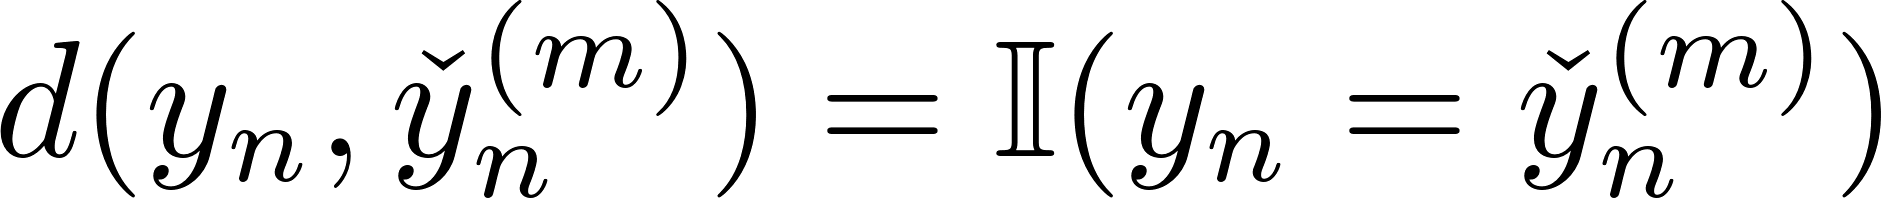 d(y_n, \check{y}_n^{(m)}) = \mathbb{I}(y_n = \check{y}_n^{(m)})